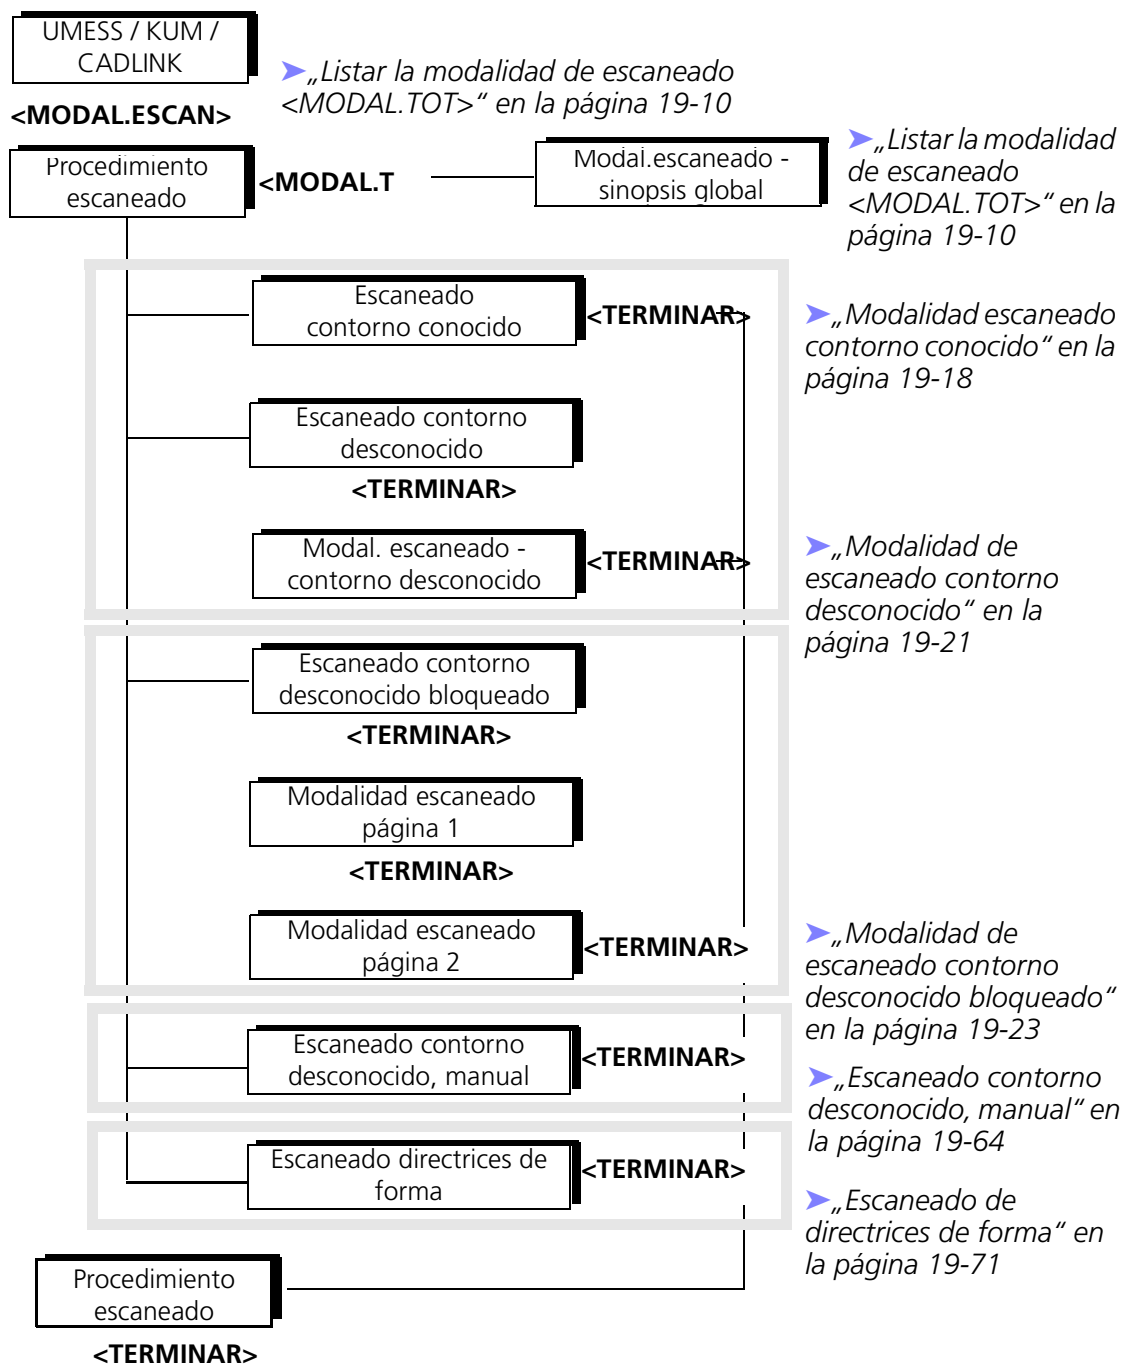 UMESS / KUM /
CADLINK
➤„Listar la modalidad de escaneado
<MODAL.TOT>“ en la página 19-10
<MODAL.ESCAN>
Procedimiento
escaneado
<MODAL.T
Modal.escaneado -
sinopsis global
➤„Listar la modalidad
de escaneado
<MODAL.TOT>“ en la
página 19-10
Escaneado
contorno conocido
<TERMINAR>
➤„Modalidad escaneado
contorno conocido“ en la
página 19-18
Escaneado contorno
desconocido
<TERMINAR>
Modal. escaneado -
contorno desconocido
<TERMINAR>
➤„Modalidad de
escaneado contorno
desconocido“ en la
página 19-21
Escaneado contorno
desconocido bloqueado
<TERMINAR>
Modalidad escaneado
página 1
<TERMINAR>
Modalidad escaneado
página 2
<TERMINAR>
➤„Modalidad de
escaneado contorno
desconocido bloqueado“
en la página 19-23
Escaneado contorno
desconocido, manual
<TERMINAR>
➤„Escaneado contorno
desconocido, manual“ en
la página 19-64
Escaneado directrices de
forma
<TERMINAR>
➤„Escaneado de
directrices de forma“ en
la página 19-71
Procedimiento
escaneado
<TERMINAR>